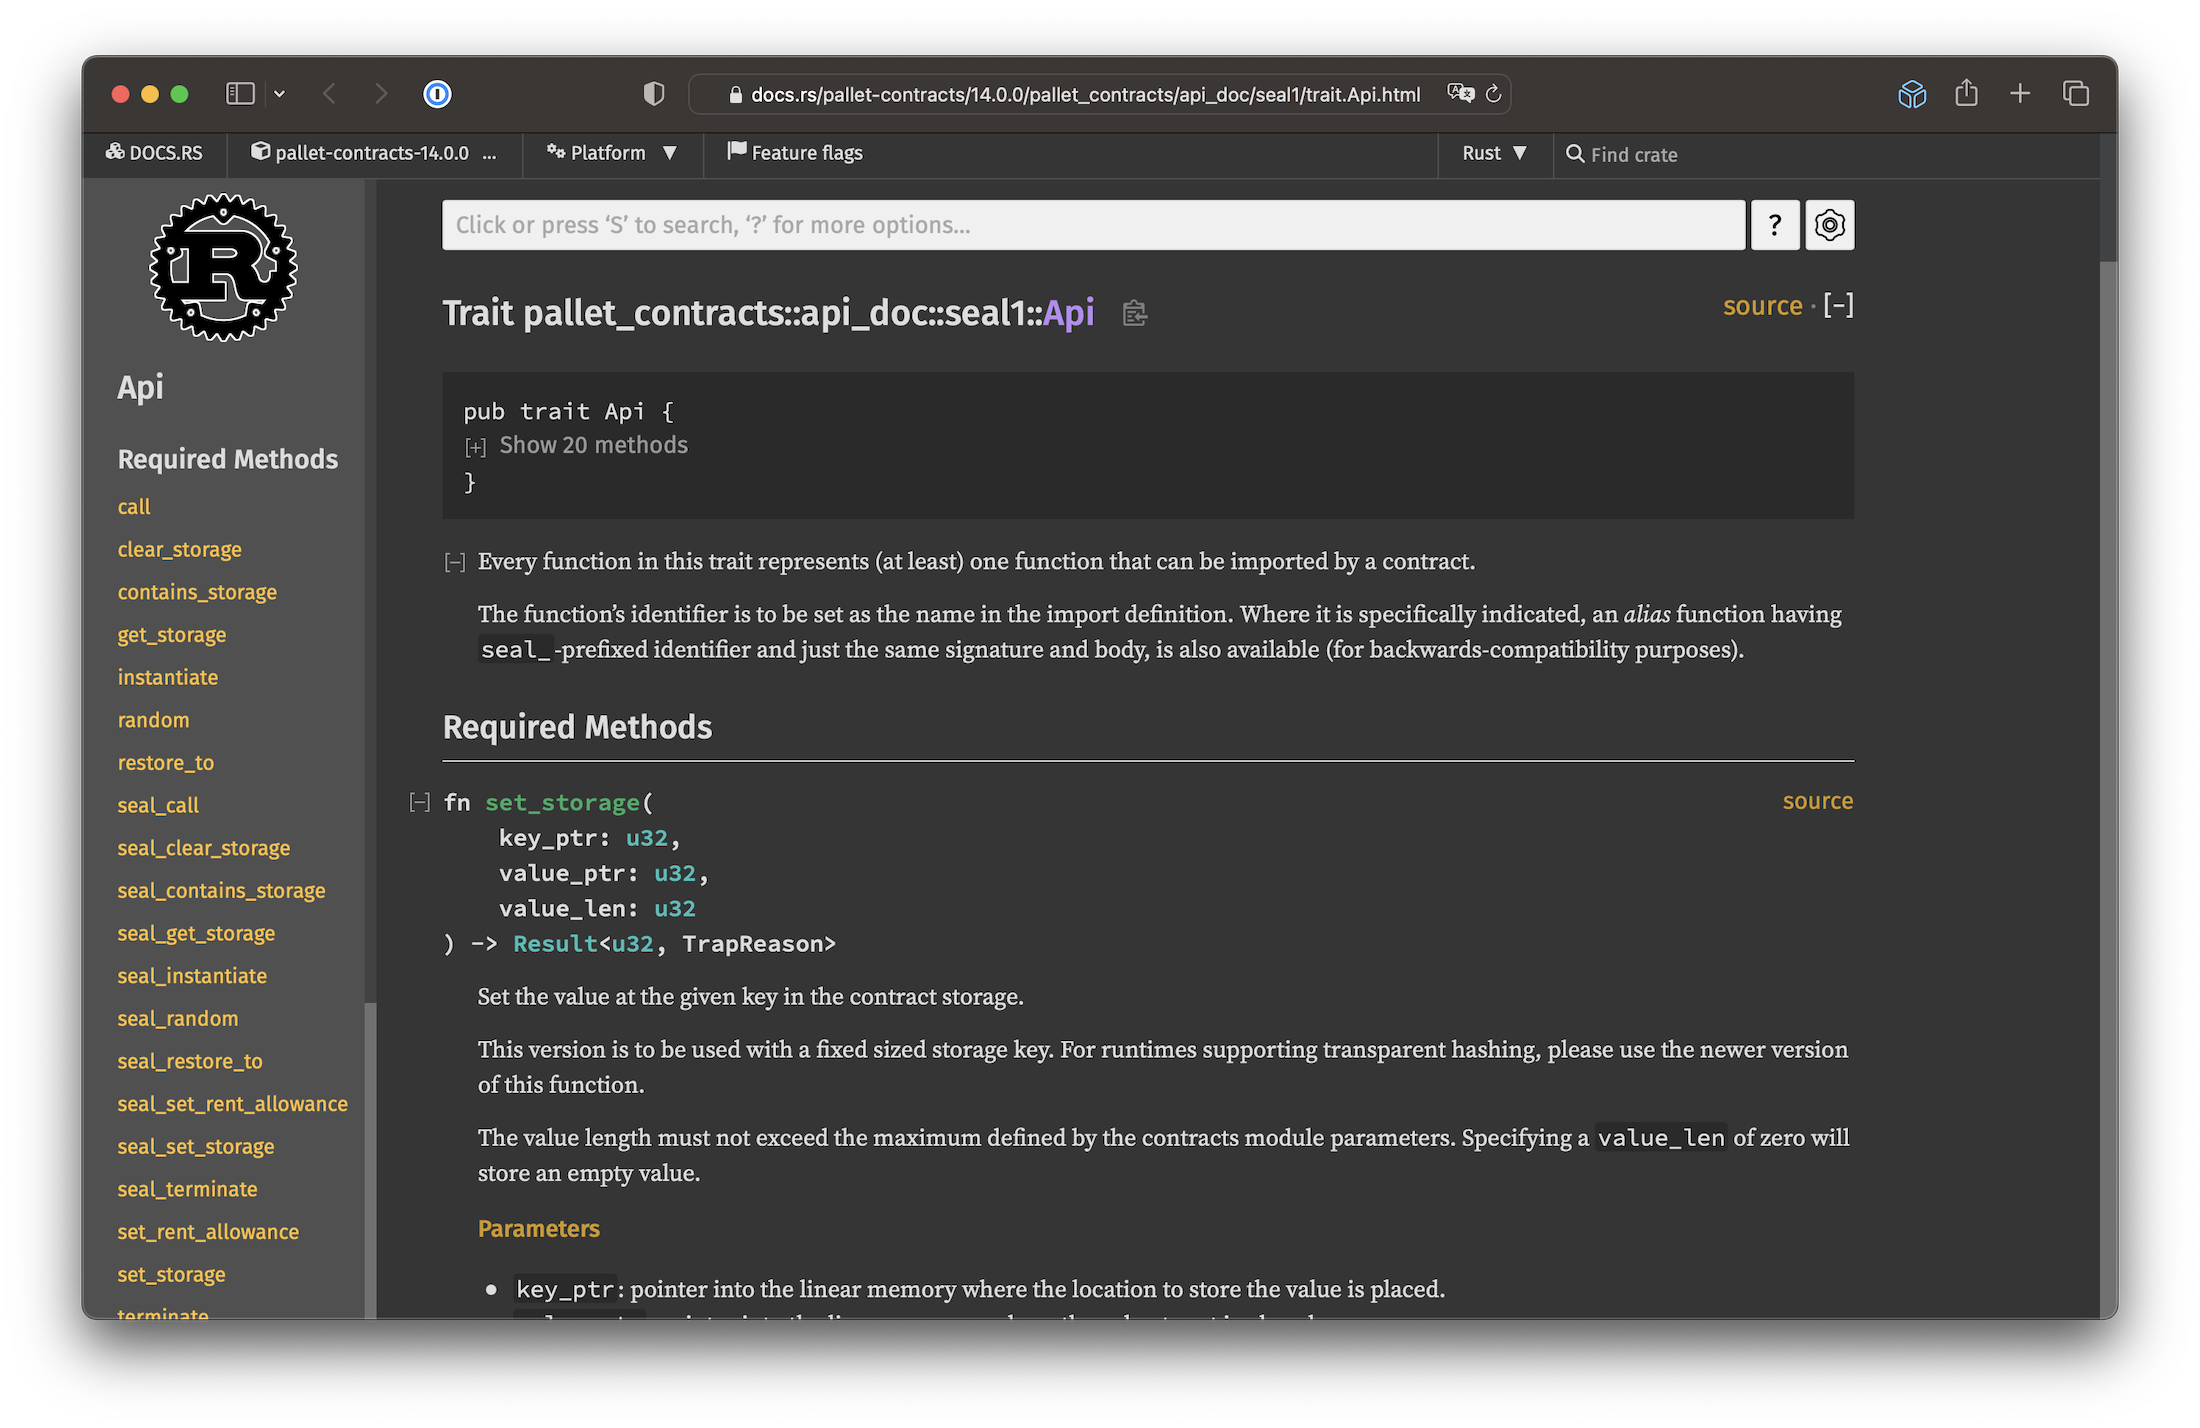 docs.rs/pallet-contracts/14.0.0/pallet_contracts/api_doc/seal1/trait.Api.html
DOCS.RS
pallet-contracts-14.0.0 ...
Platform ▼
Feature flags
Rust ▼
Find crate
Click or press ‘S’ to search, ‘?’ for more options…
?
R
Api
Required Methods
call
clear_storage
contains_storage
get_storage
instantiate
random
restore_to
seal_call
seal_clear_storage
seal_contains_storage
seal_get_storage
seal_instantiate
seal_random
seal_restore_to
seal_set_rent_allowance
seal_set_storage
seal_terminate
set_rent_allowance
set_storage
terminate
Trait pallet_contracts::api_doc::seal1::Api
source · [−]
pub trait Api {
[+] Show 20 methods
}
[−] Every function in this trait represents (at least) one function that can be imported by a contract.
The function’s identifier is to be set as the name in the import definition. Where it is specifically indicated, an alias function having
seal_-prefixed identifier and just the same signature and body, is also available (for backwards-compatibility purposes).
Required Methods
[−] fn set_storage(
source
key_ptr: u32,
value_ptr: u32,
value_len: u32
) -> Result<u32, TrapReason>
Set the value at the given key in the contract storage.
This version is to be used with a fixed sized storage key. For runtimes supporting transparent hashing, please use the newer version
of this function.
The value length must not exceed the maximum defined by the contracts module parameters. Specifying a value_len of zero will
store an empty value.
Parameters
• key_ptr: pointer into the linear memory where the location to store the value is placed.